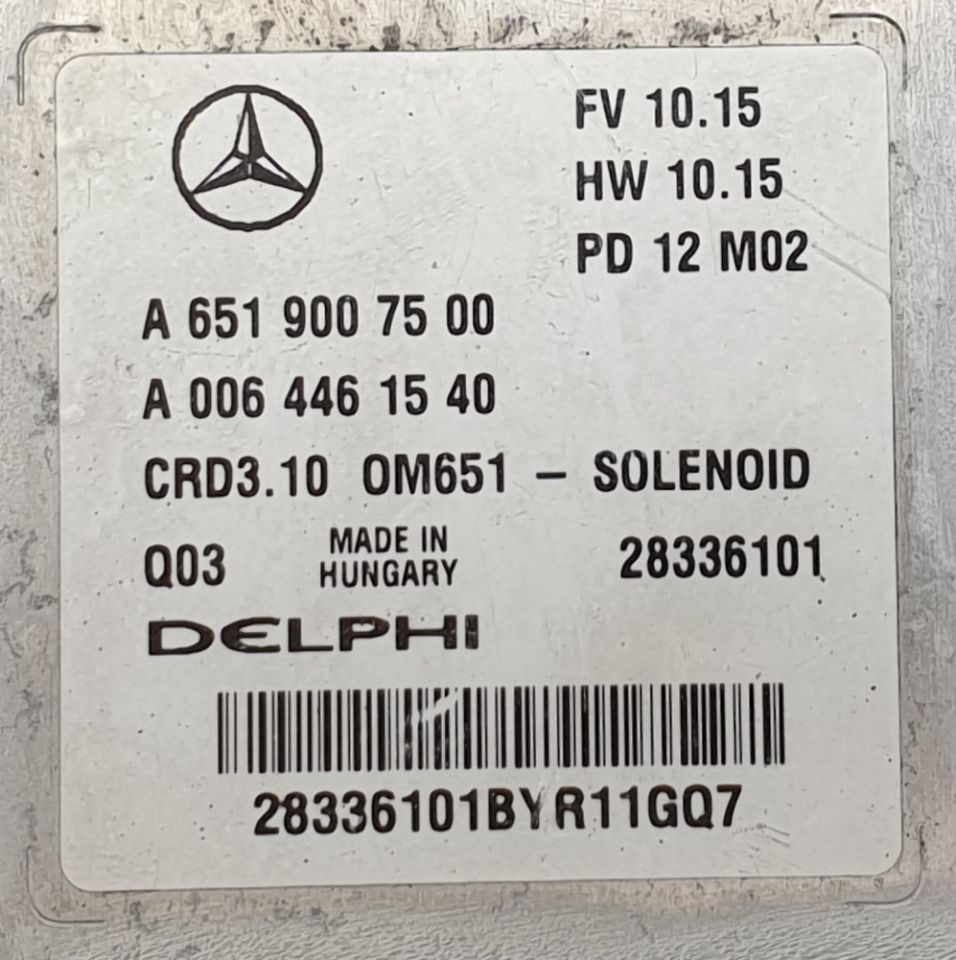 FV 10.15
HW 10.15
PD 12 M02
A 651 900 75 00
A 006 446 15 40
CRD3.10 OM651 – SOLENOID
Q03
MADE IN
HUNGARY
28336101
DELPHI
28336101BYR11GQ7